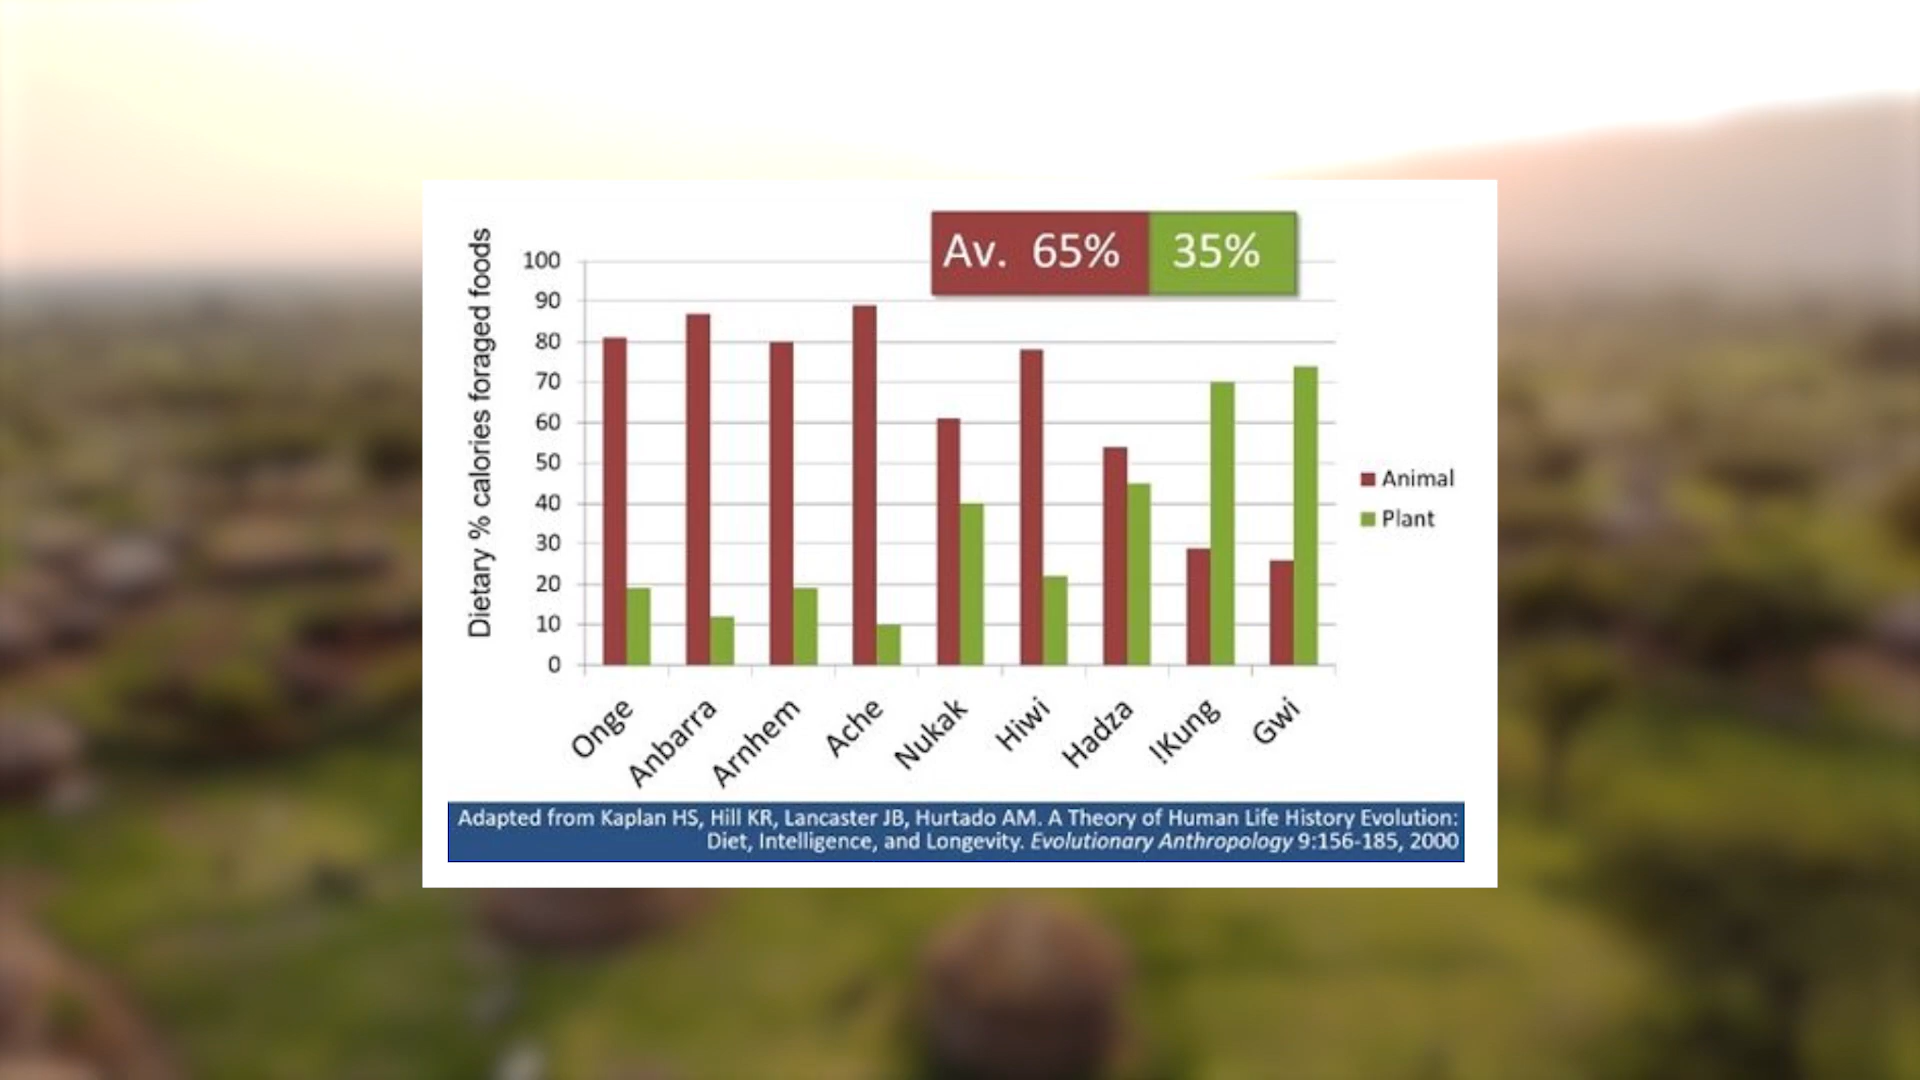 Av. 65% 35%
Dietary % calories foraged foods
100
90
80
70
60
50
40
30
20
10
0
Animal
Plant
Onge
Anbarra
Arnhem
Ache
Nukak
Hiwi
Hadza
!Kung
Gwi
Adapted from Kaplan HS, Hill KR, Lancaster JB, Hurtado AM. A Theory of Human Life History Evolution:
Diet, Intelligence, and Longevity. Evolutionary Anthropology 9:156-185, 2000